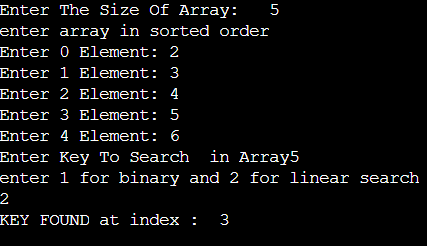 Enter The Size Of Array:   5
enter array in sorted order
Enter 0 Element: 2
Enter 1 Element: 3
Enter 2 Element: 4
Enter 3 Element: 5
Enter 4 Element: 6
Enter Key To Search  in Array5
enter 1 for binary and 2 for linear search
2
KEY FOUND at index :  3